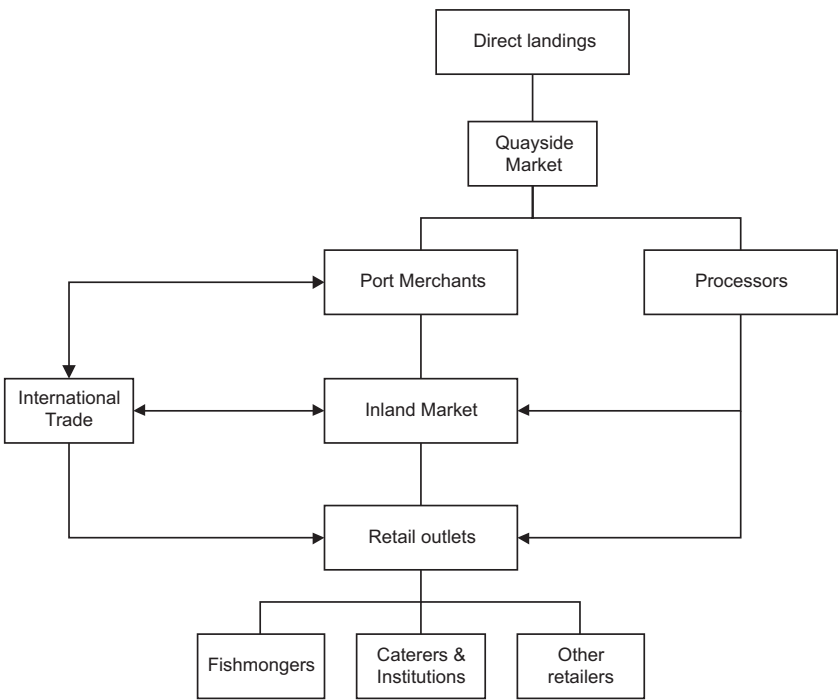 Direct landings
Quayside
Market
Port Merchants
Processors
International
Trade
Inland Market
Retail outlets
Fishmongers
Caterers &
Institutions
Other
retailers